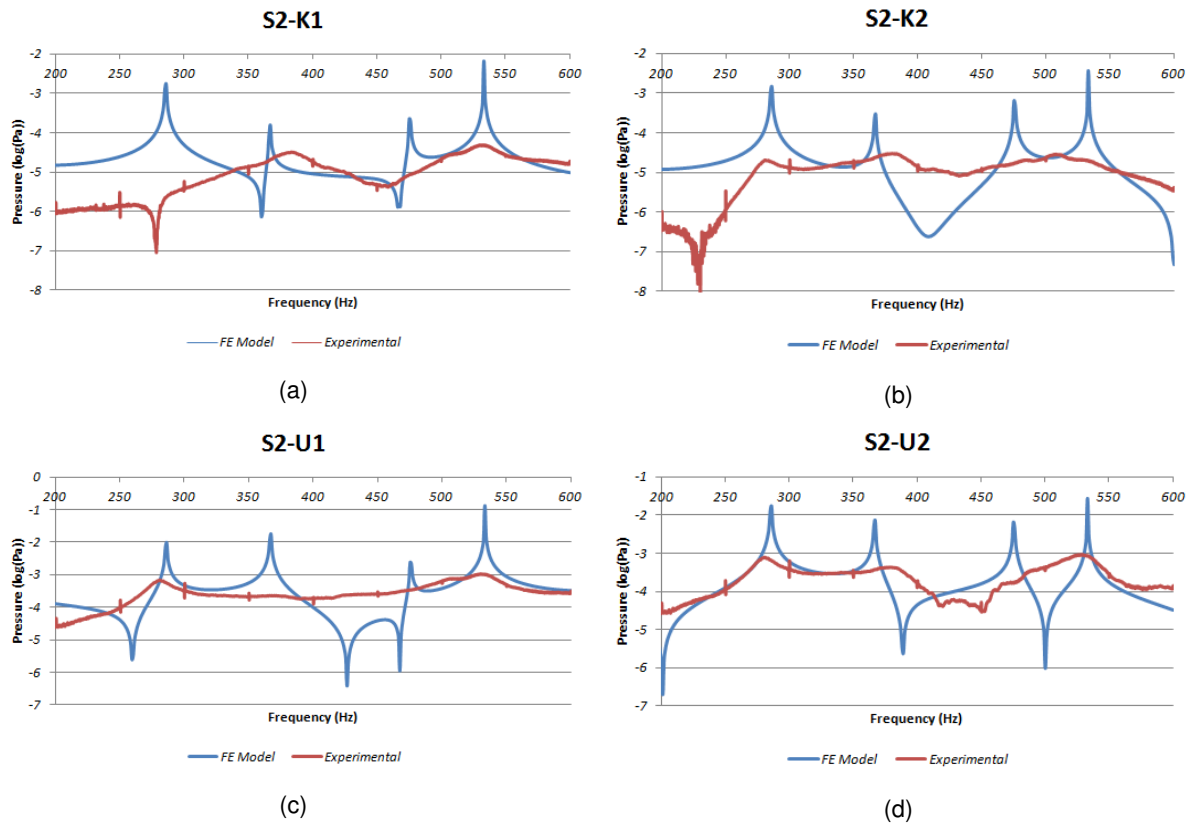 S2-K1
-2
200 250 300 350 400 450 500 550 600
-3
-4
-5
-6
-7
-8
Pressure (log(Pa))
Frequency (Hz)
FE Model Experimental
(a)
S2-K2
-2
200 250 300 350 400 450 500 550 600
-3
-4
-5
-6
-7
-8
Pressure (log(Pa))
Frequency (Hz)
FE Model Experimental
(b)
S2-U1
0
200 250 300 350 400 450 500 550 600
-1
-2
-3
-4
-5
-6
-7
Pressure (log(Pa))
Frequency (Hz)
FE Model Experimental
(c)
S2-U2
-1
200 250 300 350 400 450 500 550 600
-2
-3
-4
-5
-6
-7
Pressure (log(Pa))
Frequency (Hz)
FE Model Experimental
(d)